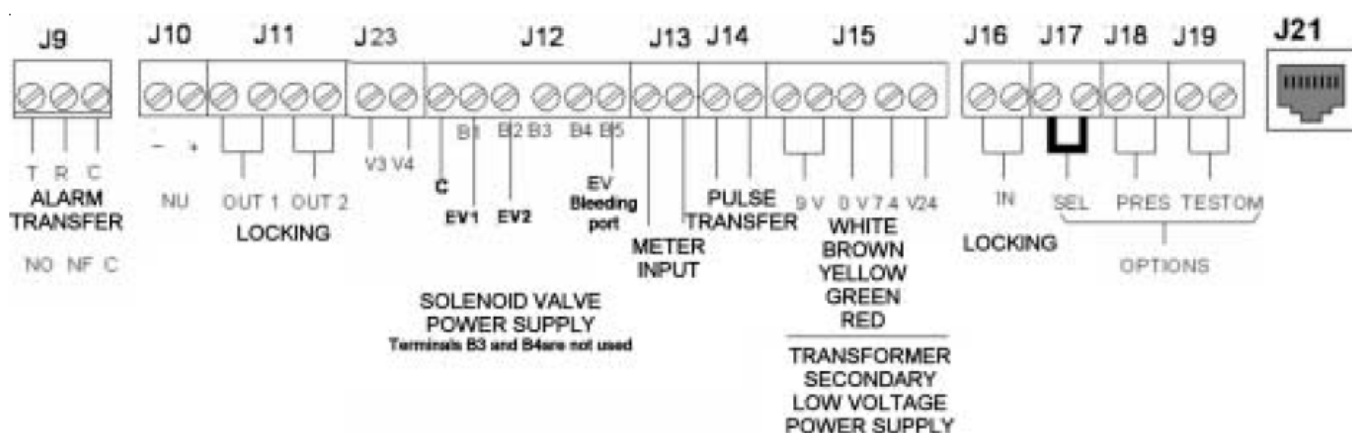 J9 J10 J11 J23 J12 J13 J14 J15 J16 J17 J18 J19 J21
T R C
ALARM
TRANSFER
NO NF C
- +
NU
OUT 1 OUT 2
LOCKING
V3 V4
B1 B2 B3 B4 B5
C
EV1
EV2
EV
Bleeding
port
SOLENOID VALVE
POWER SUPPLY
Terminals B3 and B4are not used
METER
INPUT
PULSE
TRANSFER
9 V 0 V 7.4 V24
WHITE
BROWN
YELLOW
GREEN
RED
TRANSFORMER
SECONDARY
LOW VOLTAGE
POWER SUPPLY
IN
LOCKING
SEL PRES TESTOM
OPTIONS